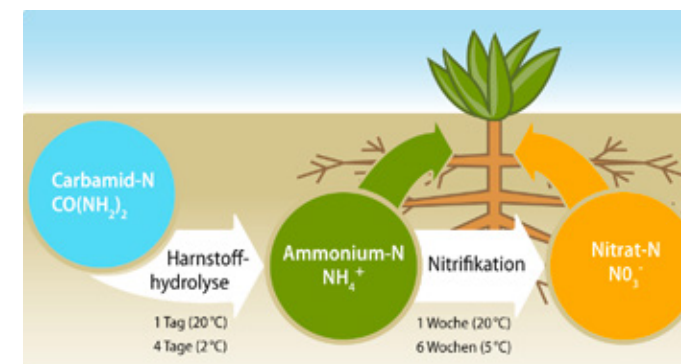 Carbamid-N
CO(NH₂)₂
Harnstoff-
hydrolyse
1 Tag (20°C)
4 Tage (2°C)
Ammonium-N
NH₄⁺
Nitrifikation
1 Woche (20°C)
6 Wochen (5°C)
Nitrat-N
NO₃⁻